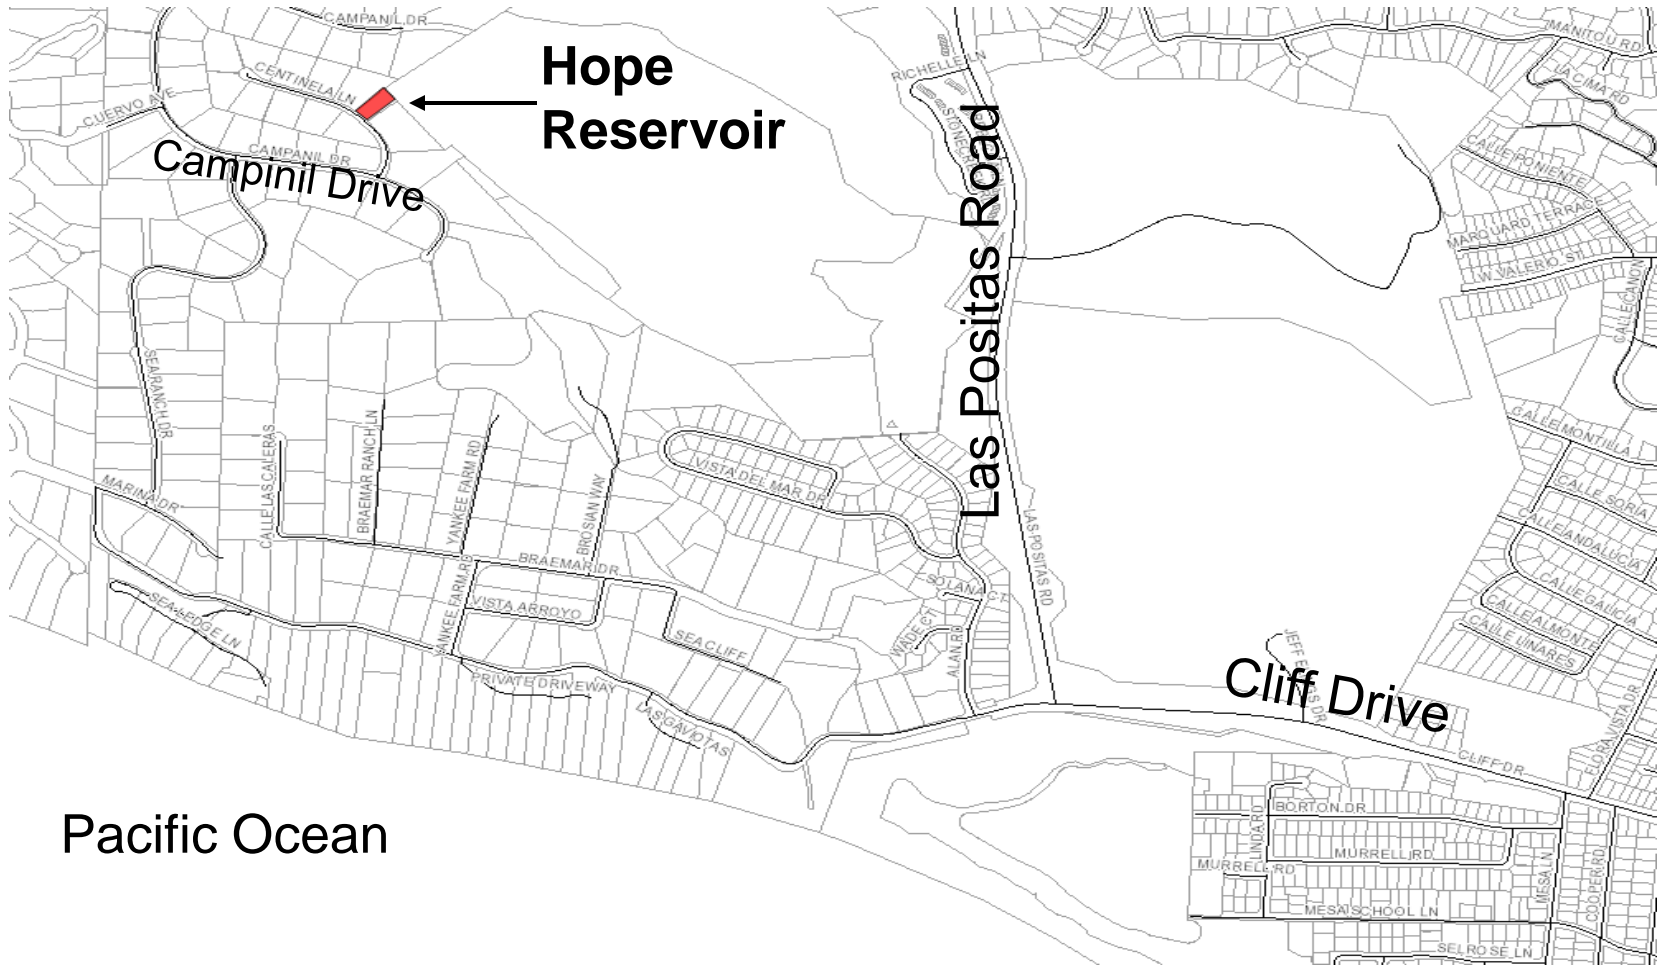 CAMPANIL DR
MANITOU RD
Hope
Reservoir
RICHELLE LN
CENTINELA LN
LA CIMA RD
CUERVO AVE
CAMPANIL DR
Campinil Drive
Las Positas Road
CALLE PONIENTE
MARQUARD TERRACE
W. VALERIO ST
CALLE CANON
SEA RANCH DR
CALLE LAS CALERAS
BRAEMAR RANCH LN
YANKEE FARM RD
BROSIAN WAY
VISTA DEL MAR DR
CALLE MONTILLA
CALLE SORIA
CALLE ANDALUCIA
CALLE GALICIA
CALLE ALMONTE
CALLE LINARES
MARINA DR
BRAEMAR DR
LAS POSITAS RD
SOLANA CT
WADE CT
ALAN RD
SEA LEDGE LN
YANKEE FARM RD
VISTA ARROYO
SEA CLIFF
PRIVATE DRIVEWAY
LAS GAVIOTAS
Cliff Drive
CLIFF DR
Pacific Ocean
BORTON DR
LINDA RD
MURRELL RD
MURRELL RD
MESA LN
COOPER RD
MESA SCHOOL LN
SELROSE LN